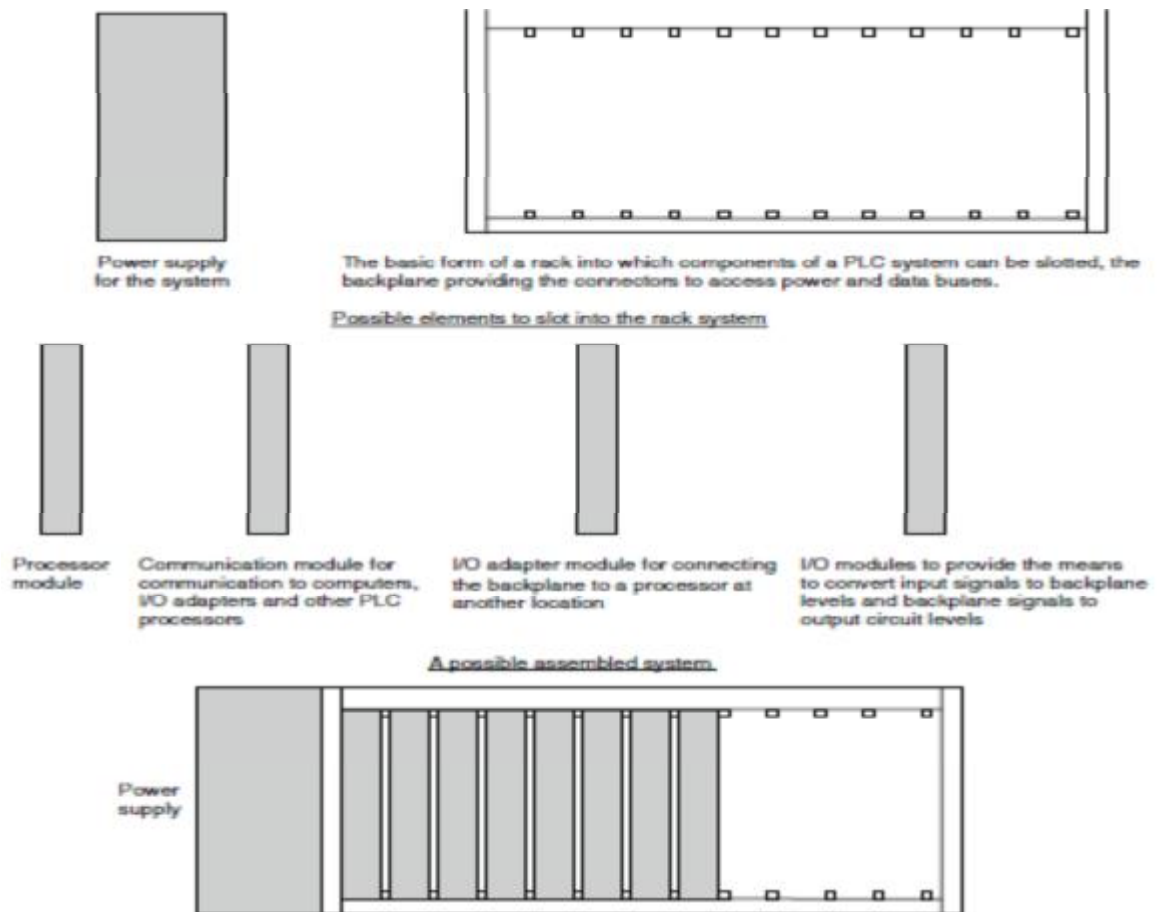 Power supply
for the system
The basic form of a rack into which components of a PLC system can be slotted, the
backplane providing the connectors to access power and data buses.
Possible elements to slot into the rack system
Processor
module
Communication module for
communication to computers,
I/O adapters and other PLC
processors
I/O adapter module for connecting
the backplane to a processor at
another location
I/O modules to provide the means
to convert input signals to backplane
levels and backplane signals to
output circuit levels
A possible assembled system
Power
supply